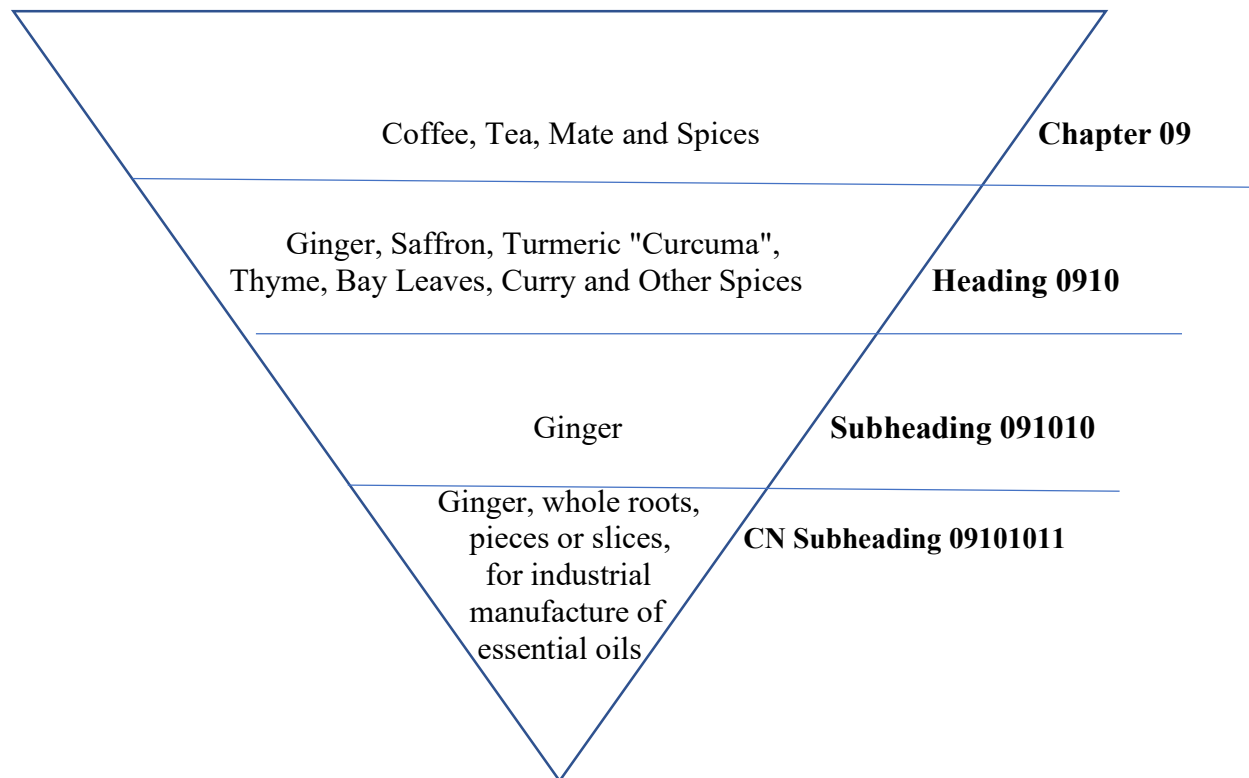 Coffee, Tea, Mate and Spices
Chapter 09
Ginger, Saffron, Turmeric "Curcuma",
Thyme, Bay Leaves, Curry and Other Spices
Heading 0910
Ginger
Subheading 091010
Ginger, whole roots,
pieces or slices,
for industrial
manufacture of
essential oils
CN Subheading 09101011